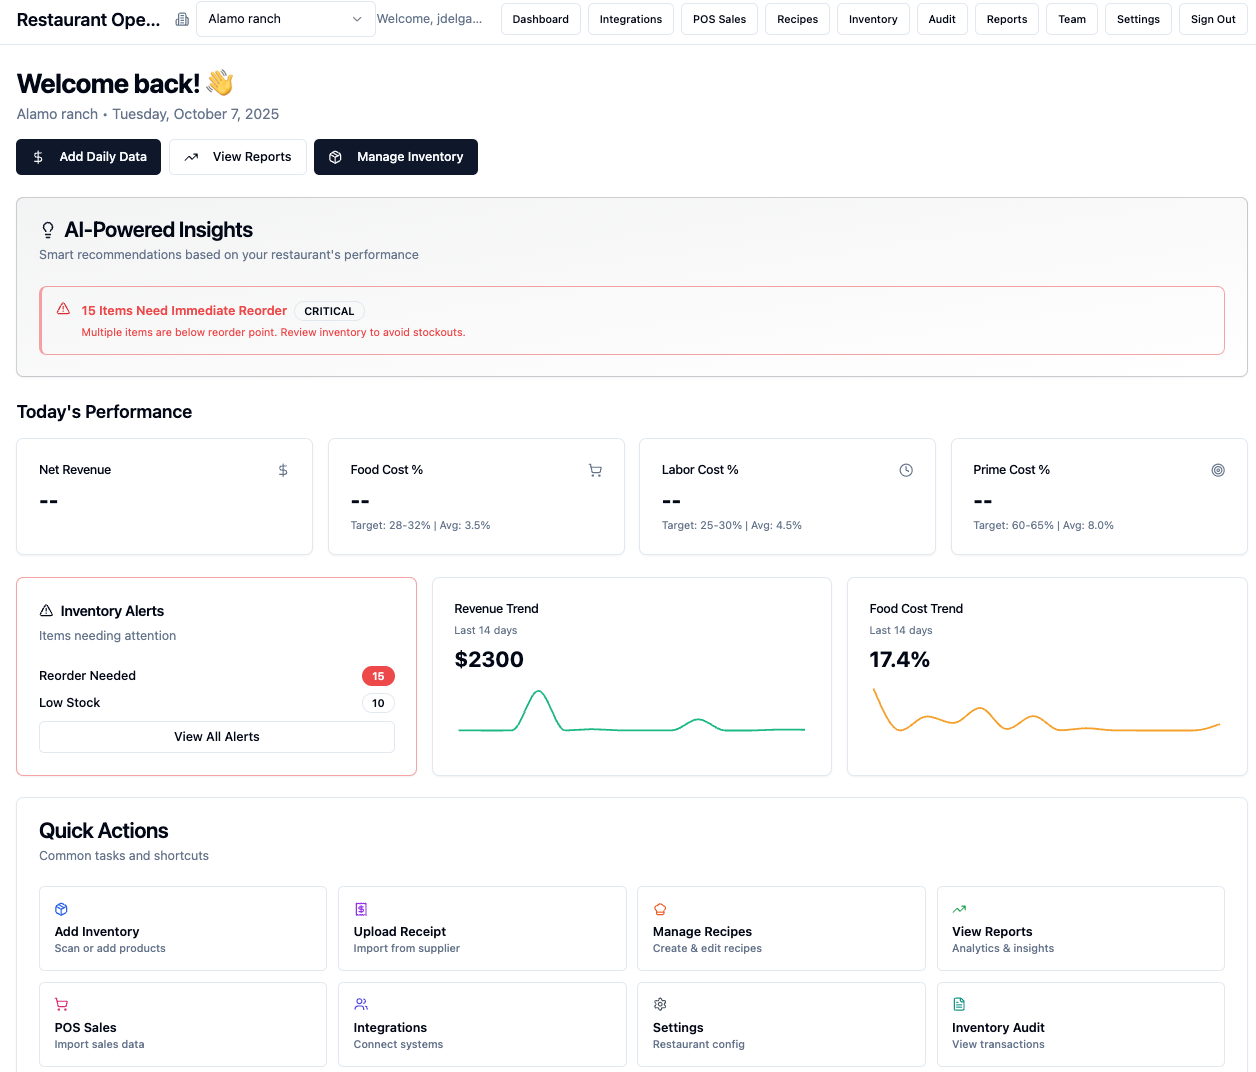 Restaurant Ope...
Alamo ranch
Welcome, jdelga...
Dashboard
Integrations
POS Sales
Recipes
Inventory
Audit
Reports
Team
Settings
Sign Out
Welcome back! 👋
Alamo ranch • Tuesday, October 7, 2025
Add Daily Data
View Reports
Manage Inventory
AI-Powered Insights
Smart recommendations based on your restaurant's performance
15 Items Need Immediate Reorder CRITICAL
Multiple items are below reorder point. Review inventory to avoid stockouts.
Today's Performance
Net Revenue
--
Food Cost %
--
Target: 28-32% | Avg: 3.5%
Labor Cost %
--
Target: 25-30% | Avg: 4.5%
Prime Cost %
--
Target: 60-65% | Avg: 8.0%
Inventory Alerts
Items needing attention
Reorder Needed 15
Low Stock 10
View All Alerts
Revenue Trend
Last 14 days
$2300
Food Cost Trend
Last 14 days
17.4%
Quick Actions
Common tasks and shortcuts
Add Inventory
Scan or add products
Upload Receipt
Import from supplier
Manage Recipes
Create & edit recipes
View Reports
Analytics & insights
POS Sales
Import sales data
Integrations
Connect systems
Settings
Restaurant config
Inventory Audit
View transactions